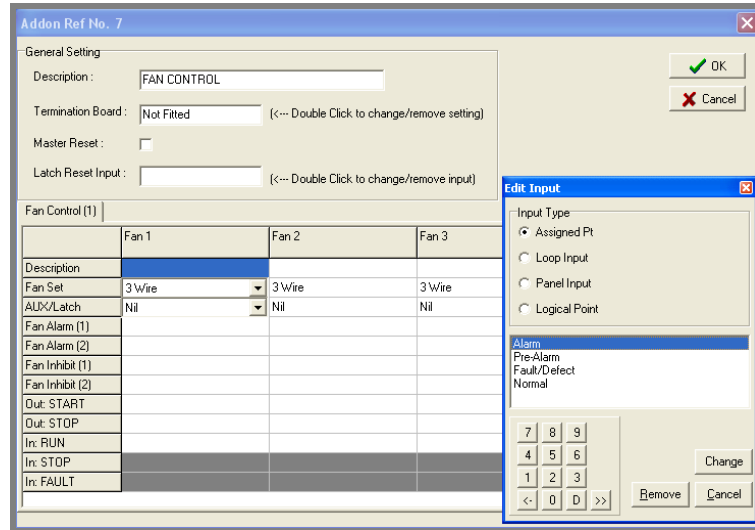 Addon Ref No. 7
General Setting
Description : FAN CONTROL
Termination Board : Not Fitted (<--- Double Click to change/remove setting)
Master Reset :
Latch Reset Input : (<--- Double Click to change/remove input)
OK
Cancel
Fan Control (1)
Fan 1 Fan 2 Fan 3
Description
Fan Set 3 Wire 3 Wire 3 Wire
AUX/Latch Nil Nil Nil
Fan Alarm (1)
Fan Alarm (2)
Fan Inhibit (1)
Fan Inhibit (2)
Out: START
Out: STOP
In: RUN
In: STOP
In: FAULT
Edit Input
Input Type
Assigned Pt
Loop Input
Panel Input
Logical Point
Alarm
Pre-Alarm
Fault/Defect
Normal
7 8 9
4 5 6
1 2 3
<- 0 D >>
Change
Remove Cancel